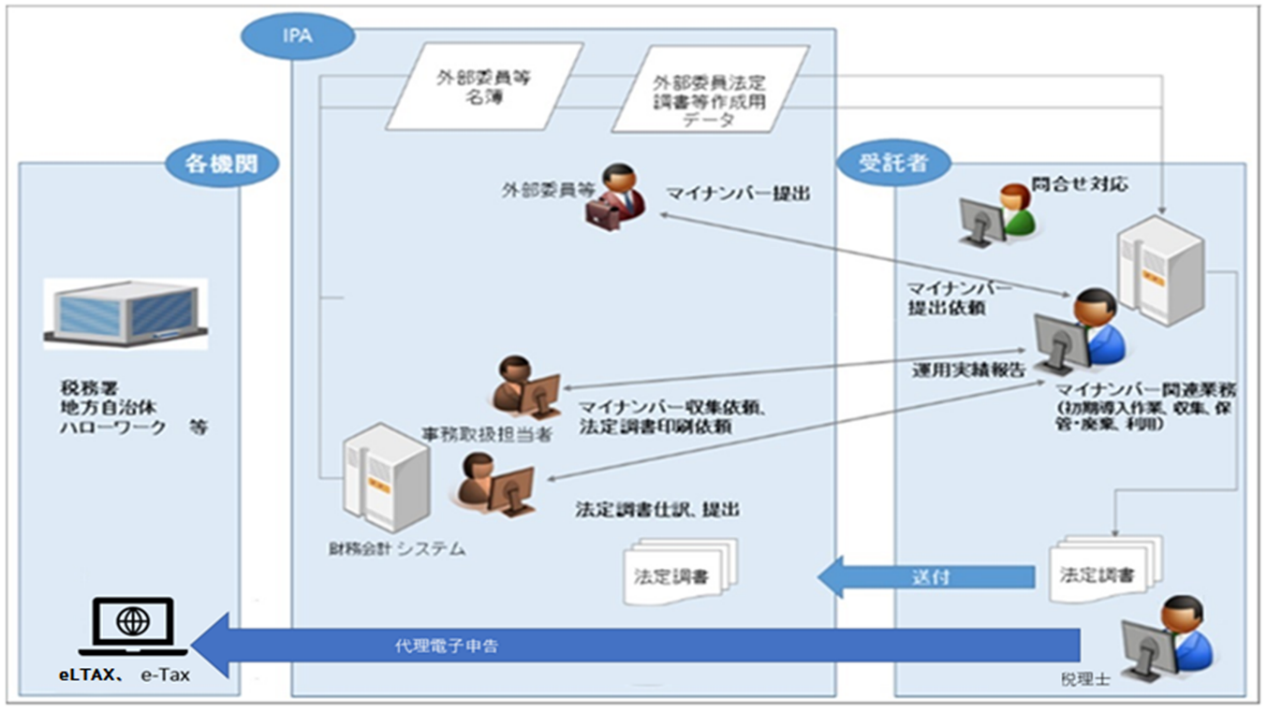 IPA
外部委員等
名簿
外部委員法定
調書等作成用
データ
各機関
受託者
外部委員等
マイナンバー提出
問合せ対応
マイナンバー
提出依頼
税務署
地方自治体
ハローワーク 等
運用実績報告
マイナンバー関連業務
（初期導入作業、収集、保
管・廃棄、利用）
マイナンバー収集依頼、
法定調書印刷依頼
事務取扱担当者
法定調書仕訳、提出
財務会計システム
法定調書
送付
法定調書
代理電子申告
eLTAX、 e-Tax
税理士